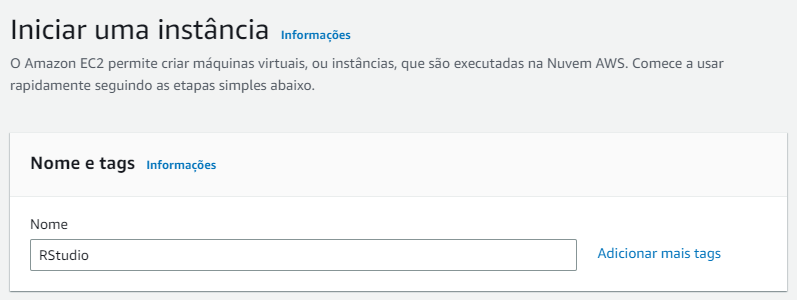 Iniciar uma instância Informações
O Amazon EC2 permite criar máquinas virtuais, ou instâncias, que são executadas na Nuvem AWS. Comece a usar
rapidamente seguindo as etapas simples abaixo.
Nome e tags Informações
Nome
RStudio Adicionar mais tags